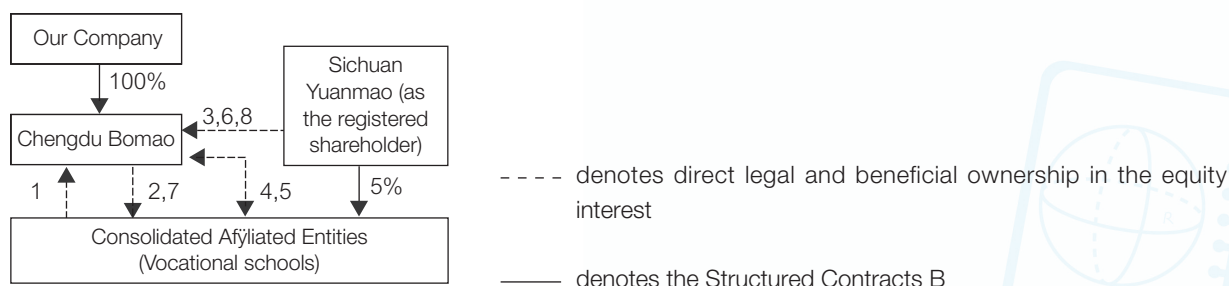 Our Company
100%
Sichuan
Yuanmao (as
the registered
shareholder)
Chengdu Bomao
3,6,8
1
2,7
4,5
5%
Consolidated Afÿliated Entities
(Vocational schools)
denotes direct legal and beneficial ownership in the equity
interest
denotes the Structured Contracts B